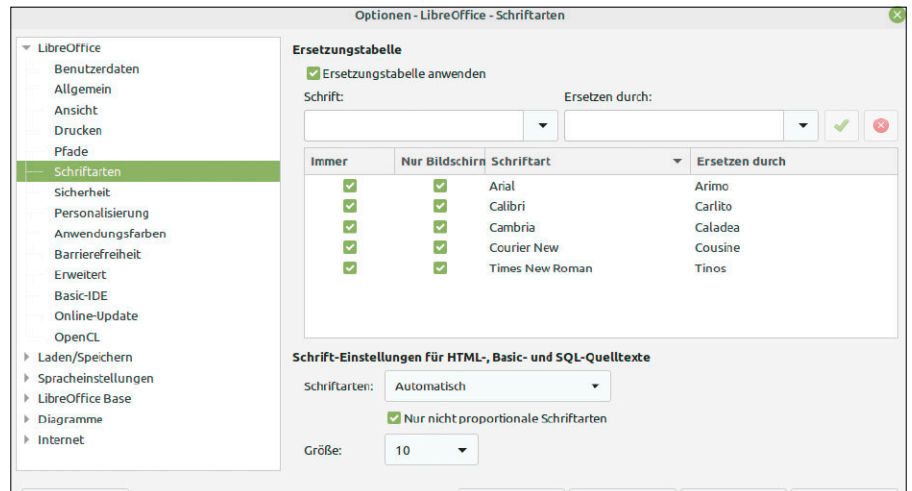 Optionen - LibreOffice - Schriftarten
LibreOffice
Benutzerdaten
Allgemein
Ansicht
Drucken
Pfade
Schriftarten
Sicherheit
Personalisierung
Anwendungsfarben
Barrierefreiheit
Erweitert
Basic-IDE
Online-Update
OpenCL
Laden/Speichern
Spracheinstellungen
LibreOffice Base
Diagramme
Internet
Ersetzungstabelle
Ersetzungstabelle anwenden
Schrift: Ersetzen durch:
Immer Nur Bildschirn Schriftart Ersetzen durch
Arial Arimo
Calibri Carlito
Cambria Caladea
Courier New Cousine
Times New Roman Tinos
Schrift-Einstellungen für HTML-, Basic- und SQL-Quelltexte
Schriftarten: Automatisch
Nur nicht proportionale Schriftarten
Größe: 10